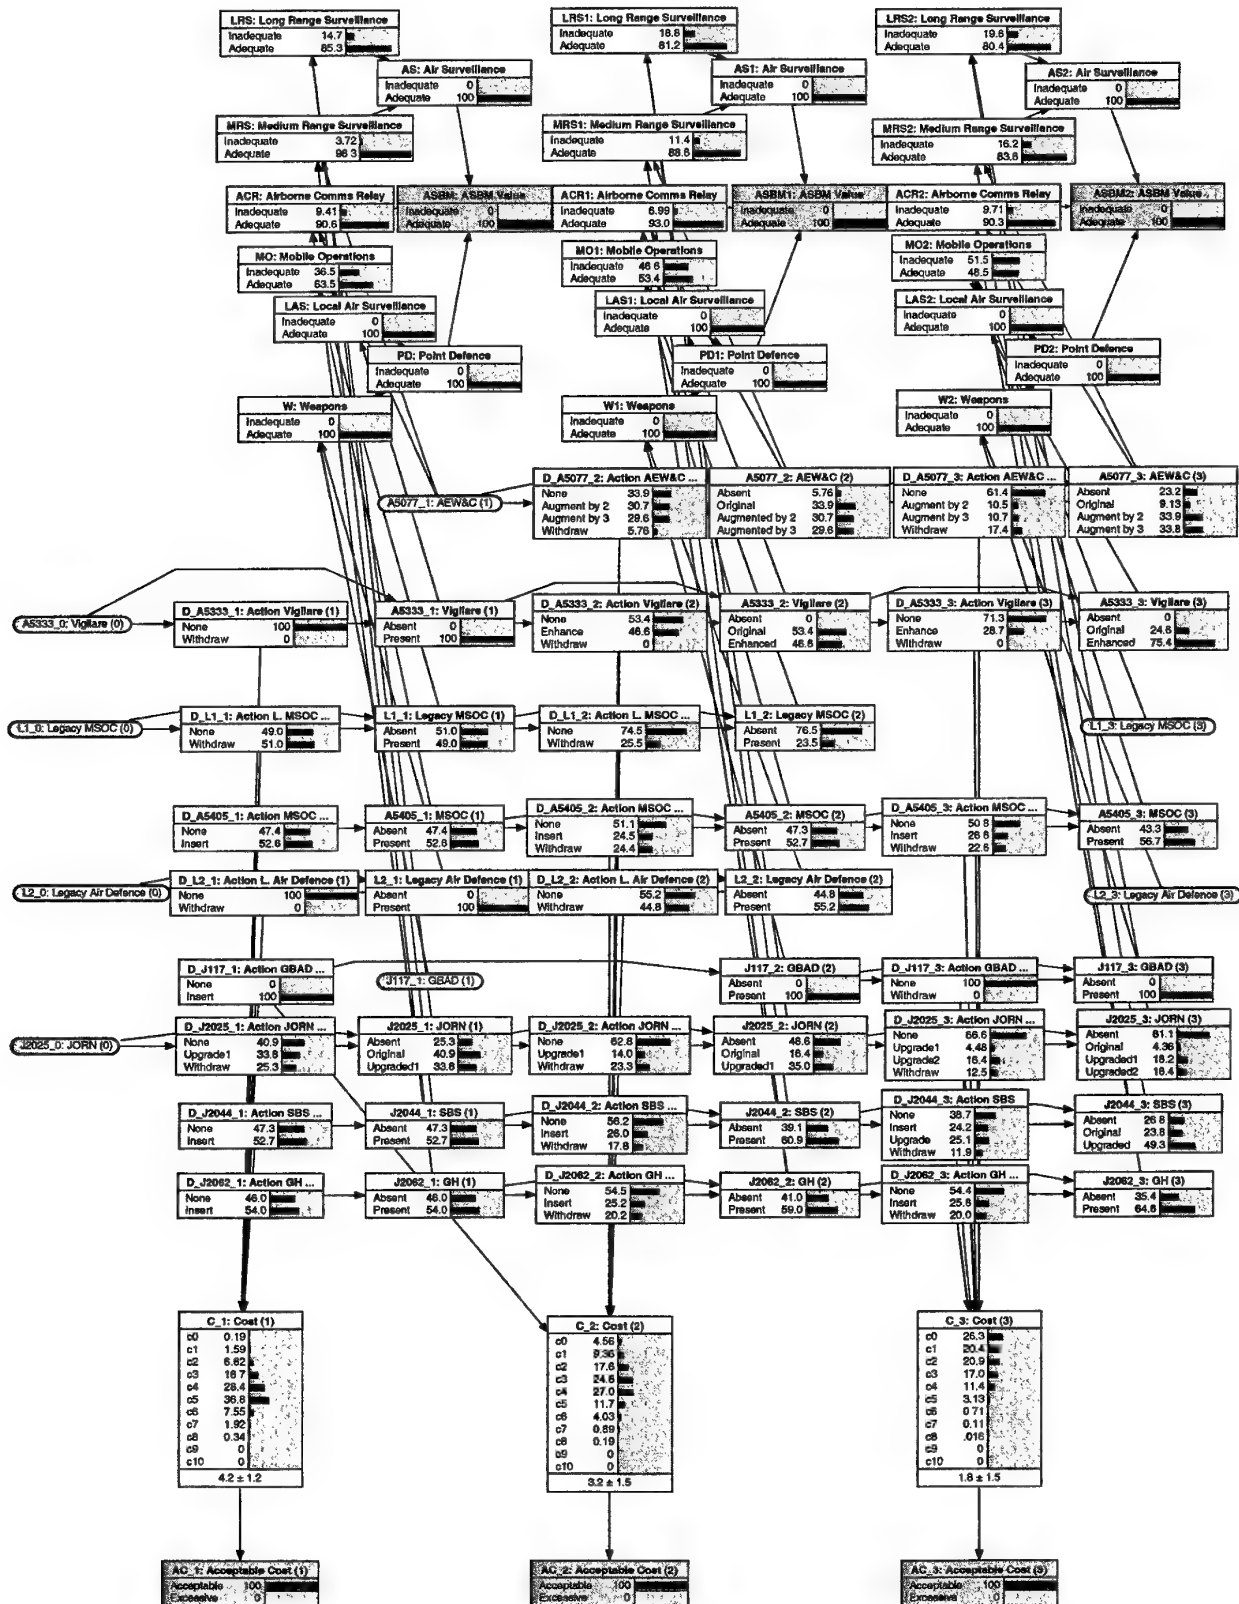 LRS: Long Range Surveillance
Inadequate 14.7
Adequate 85.3
LRS1: Long Range Surveillance
Inadequate 18.8
Adequate 81.2
LRS2: Long Range Surveillance
Inadequate 19.6
Adequate 80.4
AS: Air Surveillance
Inadequate 0
Adequate 100
AS1: Air Surveillance
Inadequate 0
Adequate 100
AS2: Air Surveillance
Inadequate 0
Adequate 100
MRS: Medium Range Surveillance
Inadequate 3.72
Adequate 96.3
MRS1: Medium Range Surveillance
Inadequate 11.4
Adequate 88.6
MRS2: Medium Range Surveillance
Inadequate 16.2
Adequate 83.8
ACR: Airborne Comms Relay
Inadequate 9.41
Adequate 90.6
ASBM: ASBM Value
Inadequate 0
Adequate 100
ACR1: Airborne Comms Relay
Inadequate 6.99
Adequate 93.0
ASBM1: ASBM Value
Inadequate 0
Adequate 100
ACR2: Airborne Comms Relay
Inadequate 9.71
Adequate 90.3
ASBM2: ASBM Value
Inadequate 0
Adequate 100
MO: Mobile Operations
Inadequate 36.5
Adequate 63.5
MO1: Mobile Operations
Inadequate 46.6
Adequate 53.4
MO2: Mobile Operations
Inadequate 51.5
Adequate 48.5
LAS: Local Air Surveillance
Inadequate 0
Adequate 100
LAS1: Local Air Surveillance
Inadequate 0
Adequate 100
LAS2: Local Air Surveillance
Inadequate 0
Adequate 100
PD: Point Defence
Inadequate 0
Adequate 100
PD1: Point Defence
Inadequate 0
Adequate 100
PD2: Point Defence
Inadequate 0
Adequate 100
W: Weapons
Inadequate 0
Adequate 100
W1: Weapons
Inadequate 0
Adequate 100
W2: Weapons
Inadequate 0
Adequate 100
A5077_1: AEW&C (1)
D_A5077_2: Action AEW&C ...
None 33.9
Augment by 2 30.7
Augment by 3 29.6
Withdraw 5.76
A5077_2: AEW&C (2)
Absent 5.76
Original 33.9
Augmented by 2 30.7
Augmented by 3 29.6
D_A5077_3: Action AEW&C ...
None 61.4
Augment by 2 10.5
Augment by 3 10.7
Withdraw 17.4
A5077_3: AEW&C (3)
Absent 23.2
Original 9.13
Augment by 2 33.9
Augment by 3 33.8
A5333_0: Vigilare (0)
D_A5333_1: Action Vigilare (1)
None 100
Withdraw 0
A5333_1: Vigilare (1)
Absent 0
Present 100
D_A5333_2: Action Vigilare (2)
None 53.4
Enhance 46.6
Withdraw 0
A5333_2: Vigilare (2)
Absent 0
Original 53.4
Enhanced 46.6
D_A5333_3: Action Vigilare (3)
None 71.3
Enhance 28.7
Withdraw 0
A5333_3: Vigilare (3)
Absent 0
Original 24.6
Enhanced 75.4
L1_0: Legacy MSOC (0)
D_L1_1: Action L. MSOC ...
None 49.0
Withdraw 51.0
L1_1: Legacy MSOC (1)
Absent 51.0
Present 49.0
D_L1_2: Action L. MSOC ...
None 74.5
Withdraw 25.5
L1_2: Legacy MSOC (2)
Absent 76.5
Present 23.5
L1_3: Legacy MSOC (3)
D_A5405_1: Action MSOC ...
None 47.4
Insert 52.6
A5405_1: MSOC (1)
Absent 47.4
Present 52.6
D_A5405_2: Action MSOC ...
None 51.1
Insert 24.5
Withdraw 24.4
A5405_2: MSOC (2)
Absent 47.3
Present 52.7
D_A5405_3: Action MSOC ...
None 50.8
Insert 26.6
Withdraw 22.6
A5405_3: MSOC (3)
Absent 43.3
Present 56.7
L2_0: Legacy Air Defence (0)
D_L2_1: Action L. Air Defence (1)
None 100
Withdraw 0
L2_1: Legacy Air Defence (1)
Absent 0
Present 100
D_L2_2: Action L. Air Defence (2)
None 55.2
Withdraw 44.8
L2_2: Legacy Air Defence (2)
Absent 44.8
Present 55.2
L2_3: Legacy Air Defence (3)
D_J117_1: Action GBAD ...
None 0
Insert 100
J117_1: GBAD (1)
J117_2: GBAD (2)
Absent 0
Present 100
D_J117_3: Action GBAD ...
None 100
Withdraw 0
J117_3: GBAD (3)
Absent 0
Present 100
J2025_0: JORN (0)
D_J2025_1: Action JORN ...
None 40.9
Upgrade1 33.8
Withdraw 25.3
J2025_1: JORN (1)
Absent 25.3
Original 40.9
Upgraded1 33.8
D_J2025_2: Action JORN ...
None 62.8
Upgrade1 14.0
Withdraw 23.3
J2025_2: JORN (2)
Absent 48.6
Original 16.4
Upgraded1 35.0
D_J2025_3: Action JORN ...
None 66.6
Upgrade1 4.48
Upgrade2 16.4
Withdraw 12.5
J2025_3: JORN (3)
Absent 61.1
Original 4.36
Upgraded1 18.2
Upgraded2 16.4
D_J2044_1: Action SBS ...
None 47.3
Insert 52.7
J2044_1: SBS (1)
Absent 47.3
Present 52.7
D_J2044_2: Action SBS ...
None 56.2
Insert 26.0
Withdraw 17.8
J2044_2: SBS (2)
Absent 39.1
Present 60.9
D_J2044_3: Action SBS
None 38.7
Insert 24.2
Upgrade 25.1
Withdraw 11.9
J2044_3: SBS (3)
Absent 26.8
Original 23.8
Upgraded 49.3
D_J2062_1: Action GH ...
None 46.0
Insert 54.0
J2062_1: GH (1)
Absent 46.0
Present 54.0
D_J2062_2: Action GH ...
None 54.5
Insert 25.2
Withdraw 20.2
J2062_2: GH (2)
Absent 41.0
Present 59.0
D_J2062_3: Action GH ...
None 54.4
Insert 25.6
Withdraw 20.0
J2062_3: GH (3)
Absent 35.4
Present 64.6
C_1: Cost (1)
c0 0.19
c1 1.59
c2 6.62
c3 16.7
c4 28.4
c5 36.8
c6 7.55
c7 1.92
c8 0.34
c9 0
c10 0
4.2 ± 1.2
C_2: Cost (2)
c0 4.56
c1 9.36
c2 17.6
c3 24.6
c4 27.0
c5 11.7
c6 4.03
c7 0.89
c8 0.19
c9 0
c10 0
3.2 ± 1.5
C_3: Cost (3)
c0 26.3
c1 20.4
c2 20.9
c3 17.0
c4 11.4
c5 3.13
c6 0.71
c7 0.11
c8 .016
c9 0
c10 0
1.8 ± 1.5
AC_1: Acceptable Cost (1)
Acceptable 100
Excessive 0
AC_2: Acceptable Cost (2)
Acceptable 100
Excessive 0
AC_3: Acceptable Cost (3)
Acceptable 100
Excessive 0